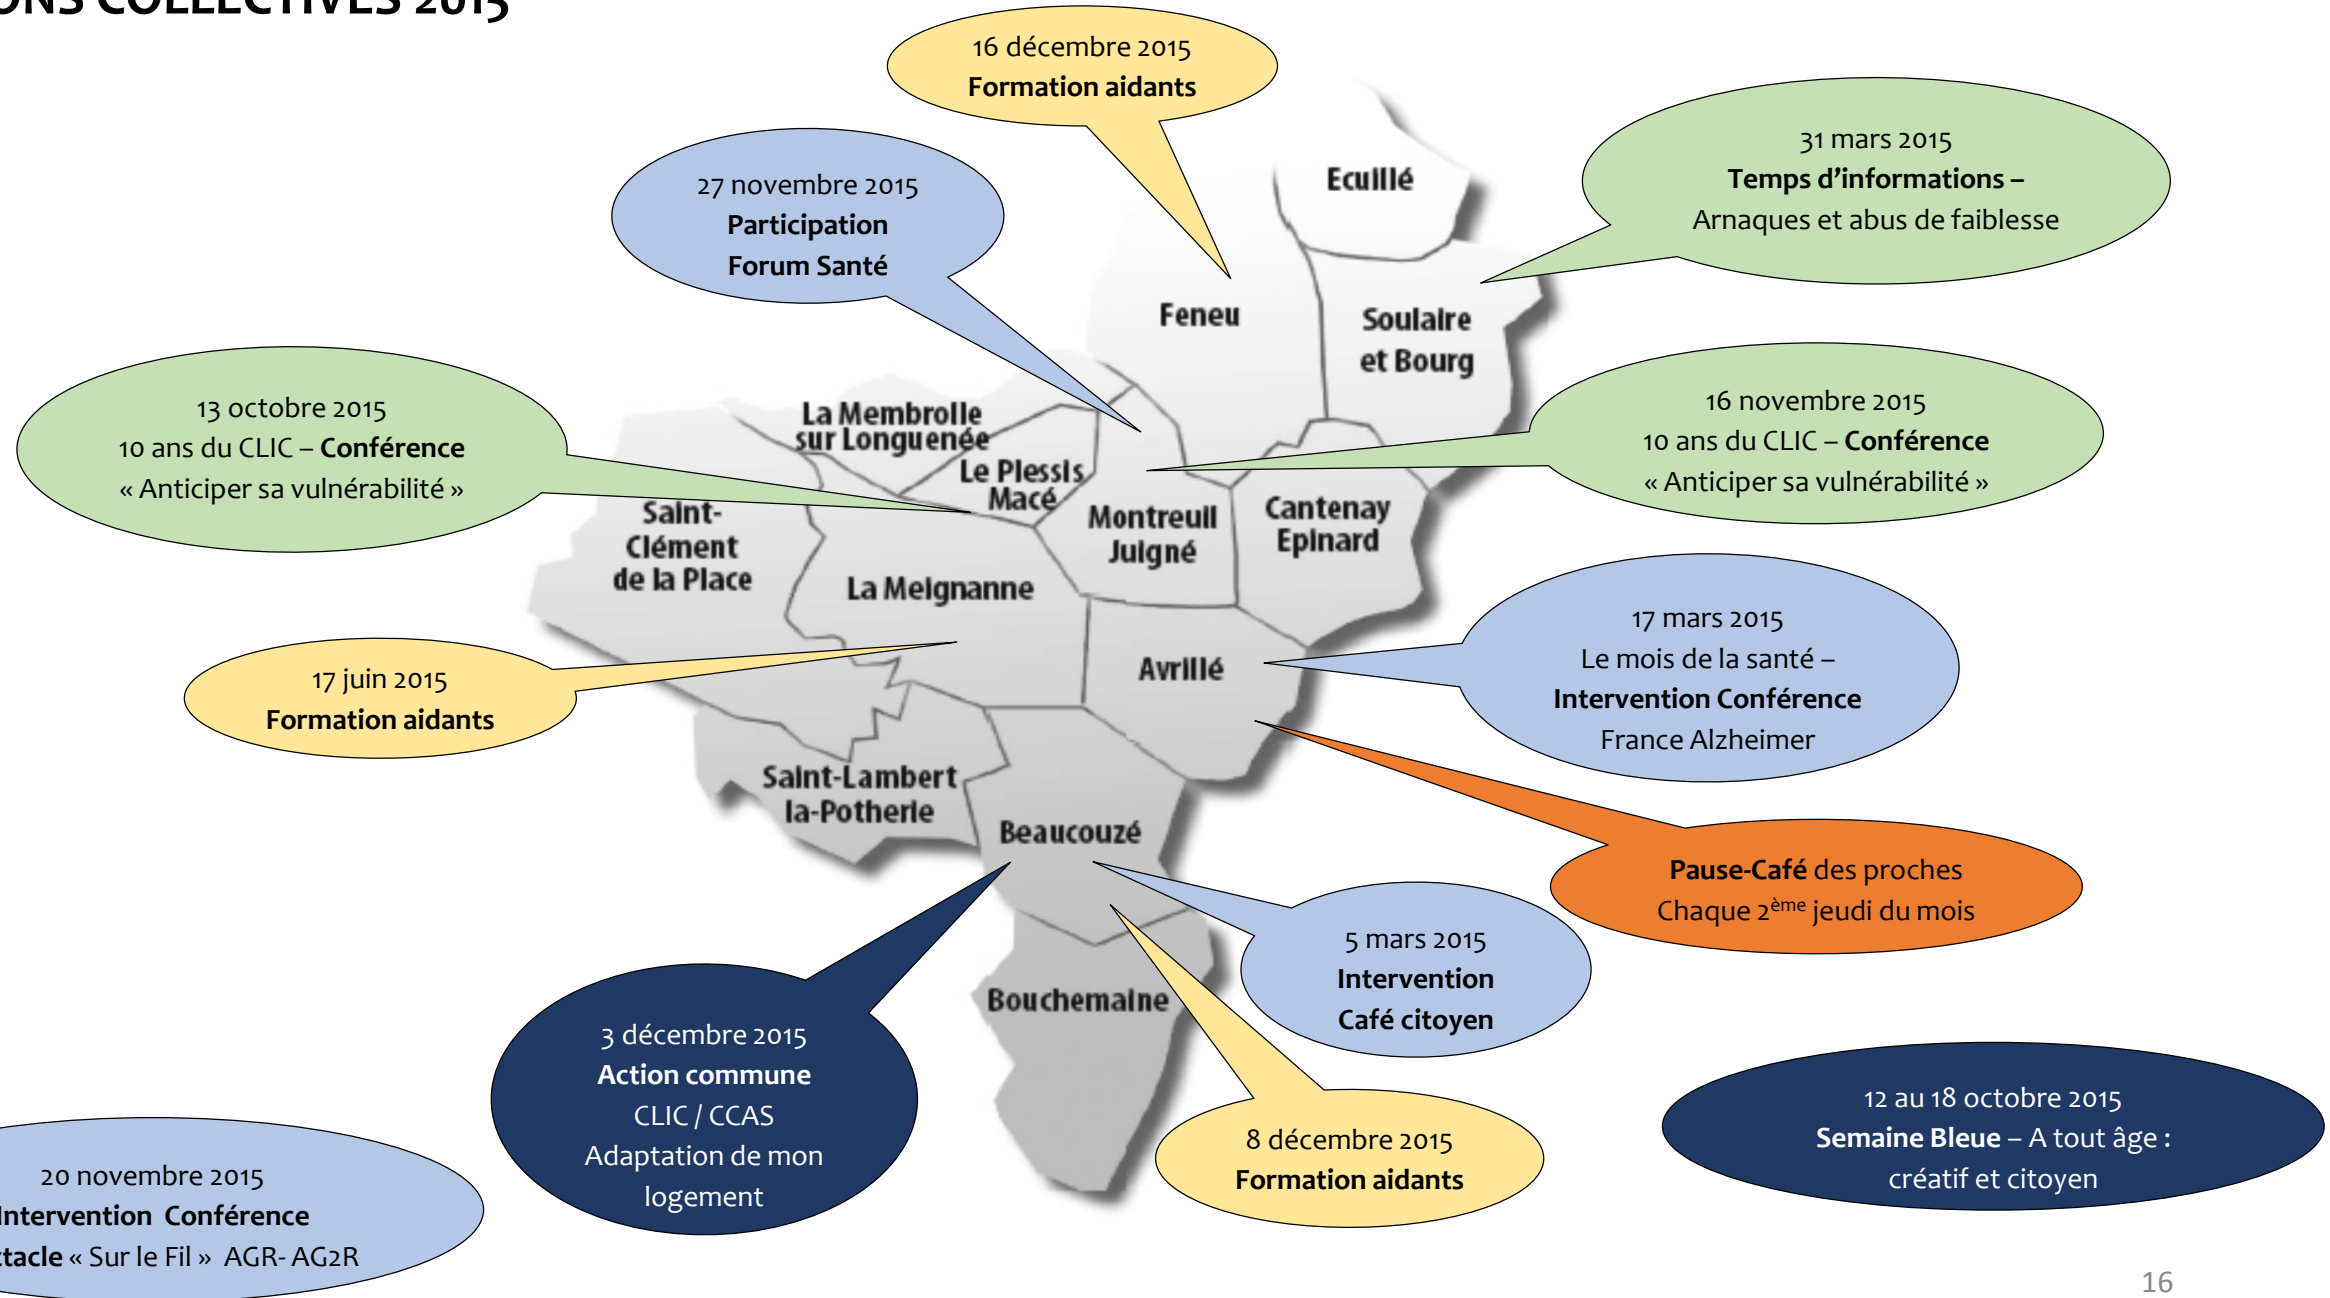 COLLECTIVES 2015
16 décembre 2015
Formation aidants
27 novembre 2015
Participation
Forum Santé
31 mars 2015
Temps d’informations –
Arnaques et abus de faiblesse
Ecuillé
Feneu
Soulaire
et Bourg
13 octobre 2015
10 ans du CLIC – Conférence
« Anticiper sa vulnérabilité »
La Membrolle
sur Longuenée
Le Plessis
Macé
16 novembre 2015
10 ans du CLIC – Conférence
« Anticiper sa vulnérabilité »
Saint-
Clément
de la Place
Montreuil
Juigné
Cantenay
Epinard
La Meignanne
17 juin 2015
Formation aidants
Avrillé
17 mars 2015
Le mois de la santé –
Intervention Conférence
France Alzheimer
Saint-Lambert
la-Potherie
Beaucouzé
Pause-Café des proches
Chaque 2ème jeudi du mois
5 mars 2015
Intervention
Café citoyen
Bouchemaine
3 décembre 2015
Action commune
CLIC / CCAS
Adaptation de mon
logement
8 décembre 2015
Formation aidants
12 au 18 octobre 2015
Semaine Bleue – A tout âge :
créatif et citoyen
20 novembre 2015
Intervention Conférence
« Sur le Fil » AGR- AG2R
16